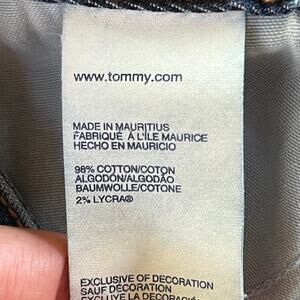 www.tommy.com
MADE IN MAURITIUS
FABRIQUÉ À L'ILE MAURICE
HECHO EN MAURICIO
98% COTTON/COTON
ALGODÓN/ALGODÃO
BAUMWOLLE/COTONE
2% LYCRA®
EXCLUSIVE OF DECORATION
SAUF DÉCORATION